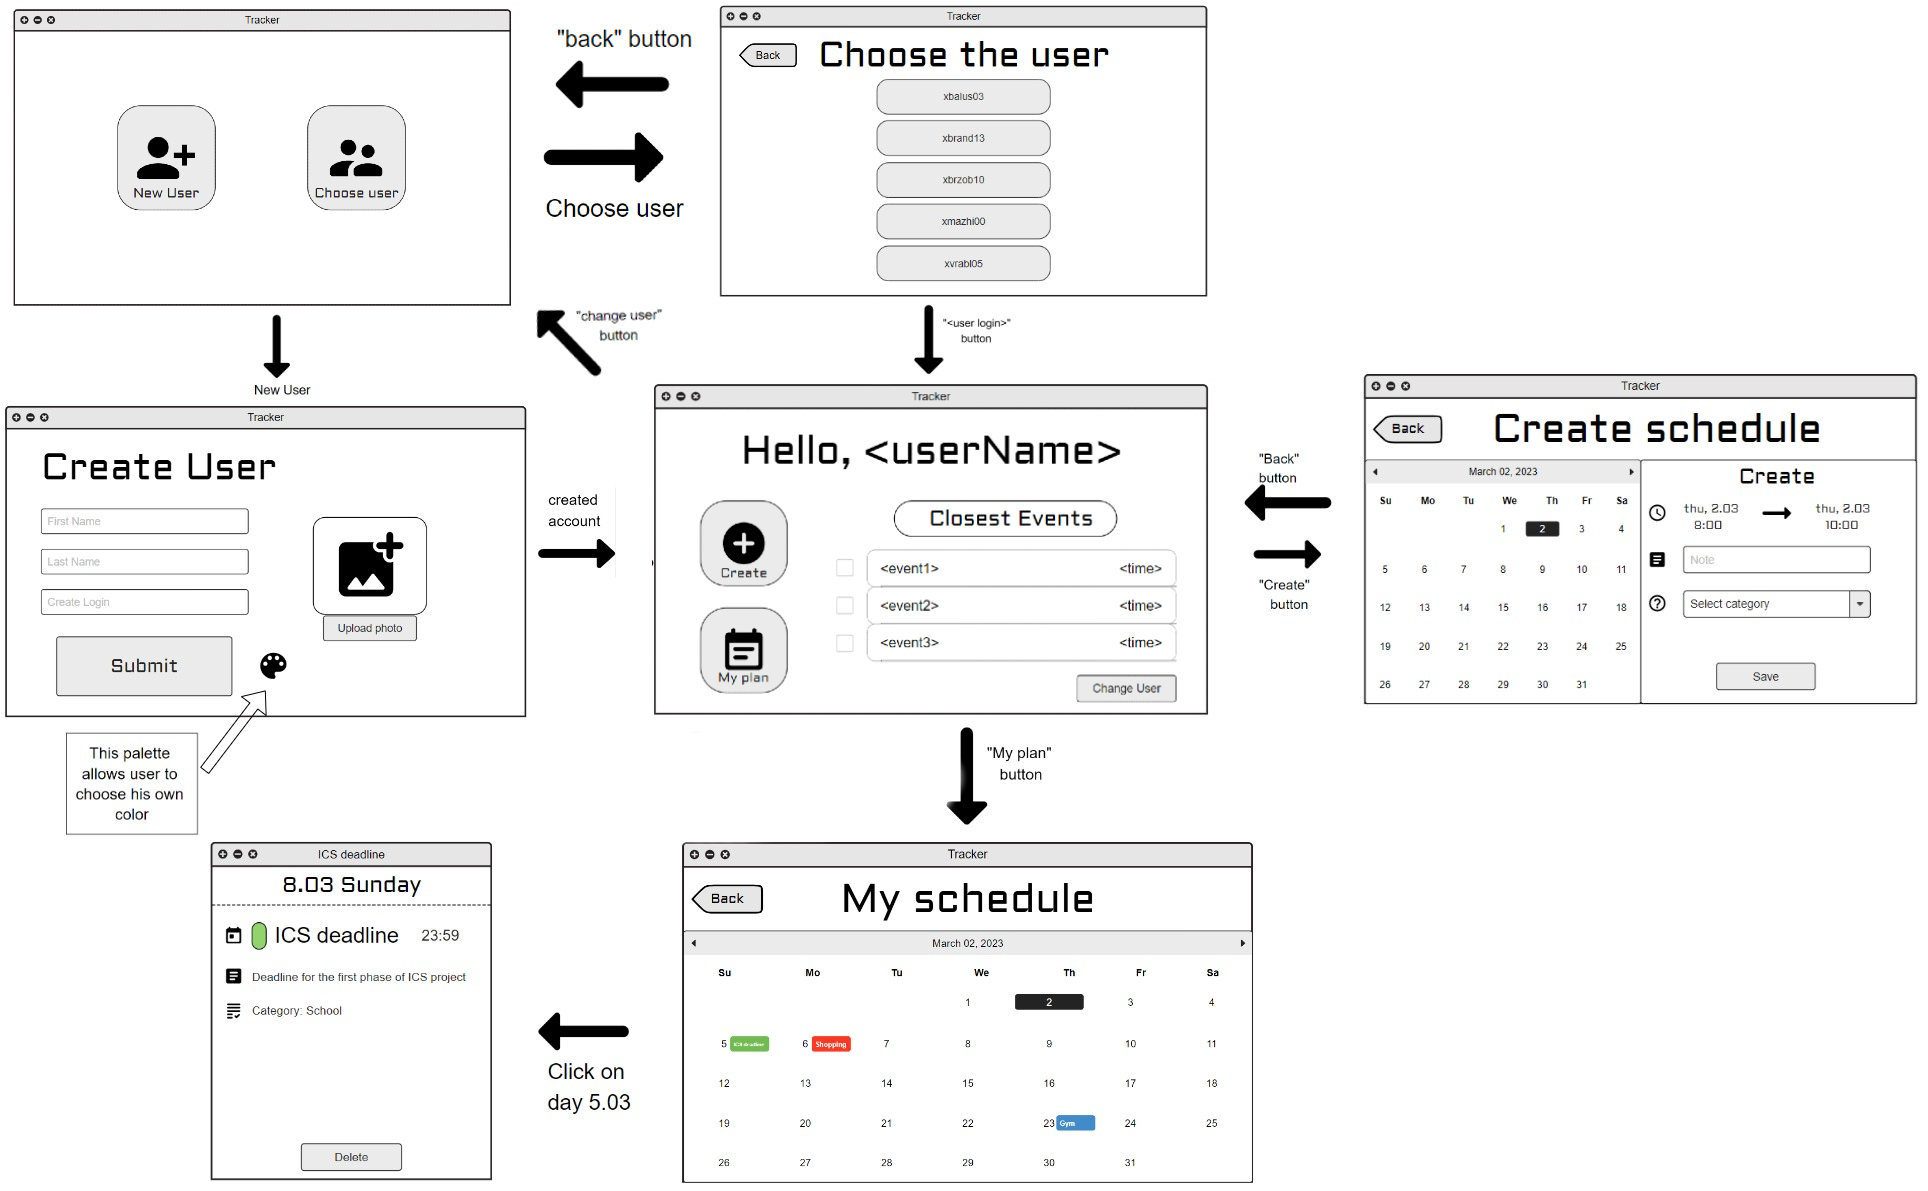 Tracker
New User
Choose user
"back" button
Choose user
Tracker
Back
Choose the user
xbalus03
xbrand13
xbrzob10
xmazhi00
xvrabl05
New User
"change user"
button
"<user login>"
button
Tracker
Create User
First Name
Last Name
Create Login
Submit
Upload photo
This palette
allows user to
choose his own
color
created
account
Tracker
Hello, <userName>
Create
My plan
Closest Events
<event1> <time>
<event2> <time>
<event3> <time>
Change User
"Back"
button
"Create"
button
Tracker
Back
Create schedule
March 02, 2023
Su Mo Tu We Th Fr Sa
1 2 3 4
5 6 7 8 9 10 11
12 13 14 15 16 17 18
19 20 21 22 23 24 25
26 27 28 29 30 31
Create
thu, 2.03 thu, 2.03
8:00 10:00
Note
Select category
Save
"My plan"
button
ICS deadline
8.03 Sunday
ICS deadline 23:59
Deadline for the first phase of ICS project
Category: School
Delete
Click on
day 5.03
Tracker
Back
My schedule
March 02, 2023
Su Mo Tu We Th Fr Sa
1 2 3 4
5 ICS deadline 6 Shopping 7 8 9 10 11
12 13 14 15 16 17 18
19 20 21 22 23 Gym 24 25
26 27 28 29 30 31